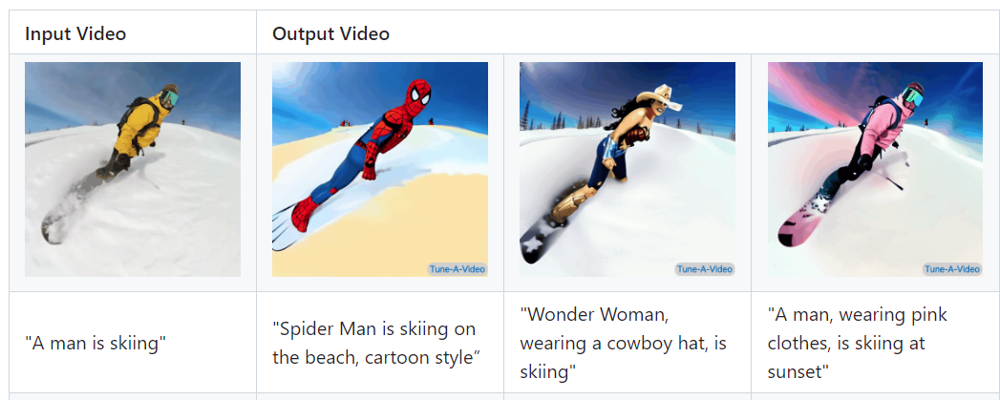 Input Video
Output Video
Tune-A-Video
Tune-A-Video
Tune-A-Video
"A man is skiing"
"Spider Man is skiing on
the beach, cartoon style”
"Wonder Woman,
wearing a cowboy hat, is
skiing"
"A man, wearing pink
clothes, is skiing at
sunset"